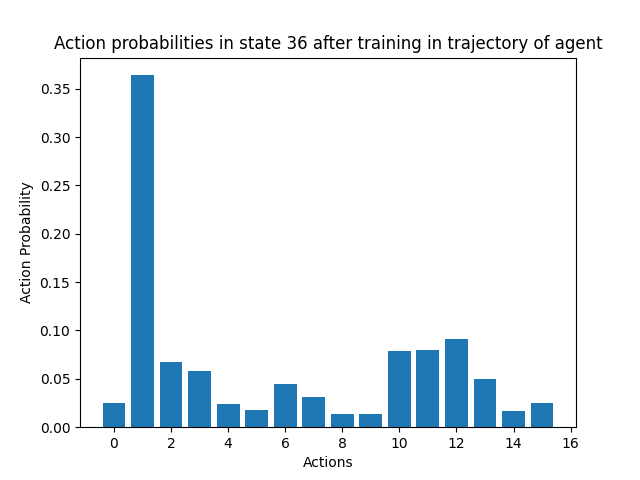 Action probabilities in state 36 after training in trajectory of agent
0.35
0.30
0.25
0.20
0.15
0.10
0.05
0.00
Action Probability
0 2 4 6 8 10 12 14 16
Actions